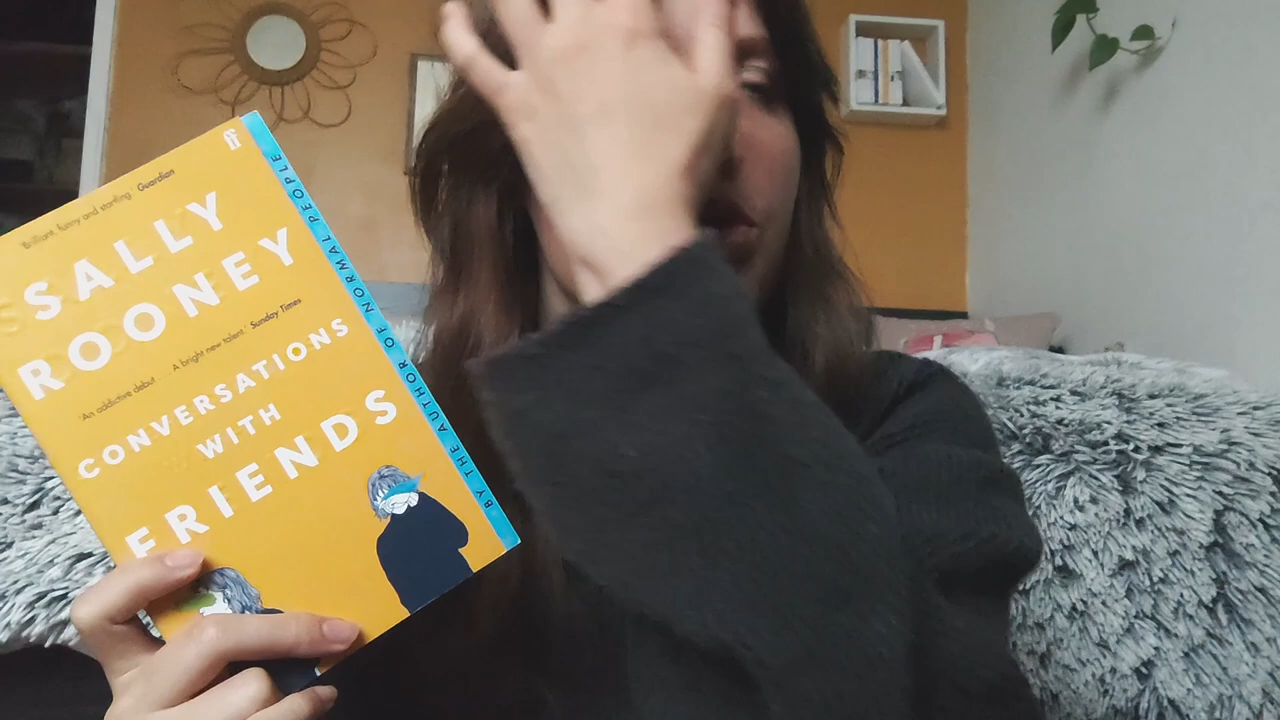 ff
'Brilliant, funny and startling.' Guardian
SALLY
ROONEY
'An addictive debut . . . A bright new talent.' Sunday Times
CONVERSATIONS
WITH
FRIENDS
BY THE AUTHOR OF NORMAL PEOPLE